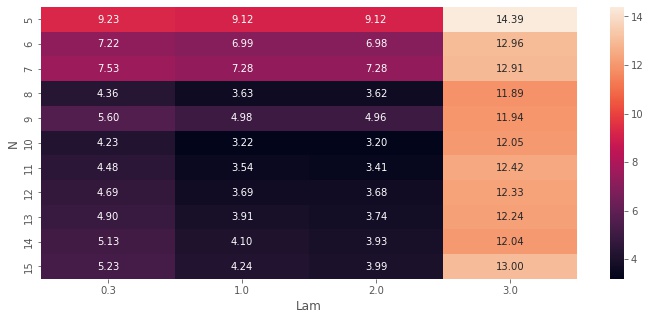 5 9.23 9.12 9.12 14.39 14
6 7.22 6.99 6.98 12.96
7 7.53 7.28 7.28 12.91 12
8 4.36 3.63 3.62 11.89
9 5.60 4.98 4.96 11.94 10
N 10 4.23 3.22 3.20 12.05
11 4.48 3.54 3.41 12.42 8
12 4.69 3.69 3.68 12.33
13 4.90 3.91 3.74 12.24 6
14 5.13 4.10 3.93 12.04
15 5.23 4.24 3.99 13.00 4
0.3 1.0 2.0 3.0
Lam